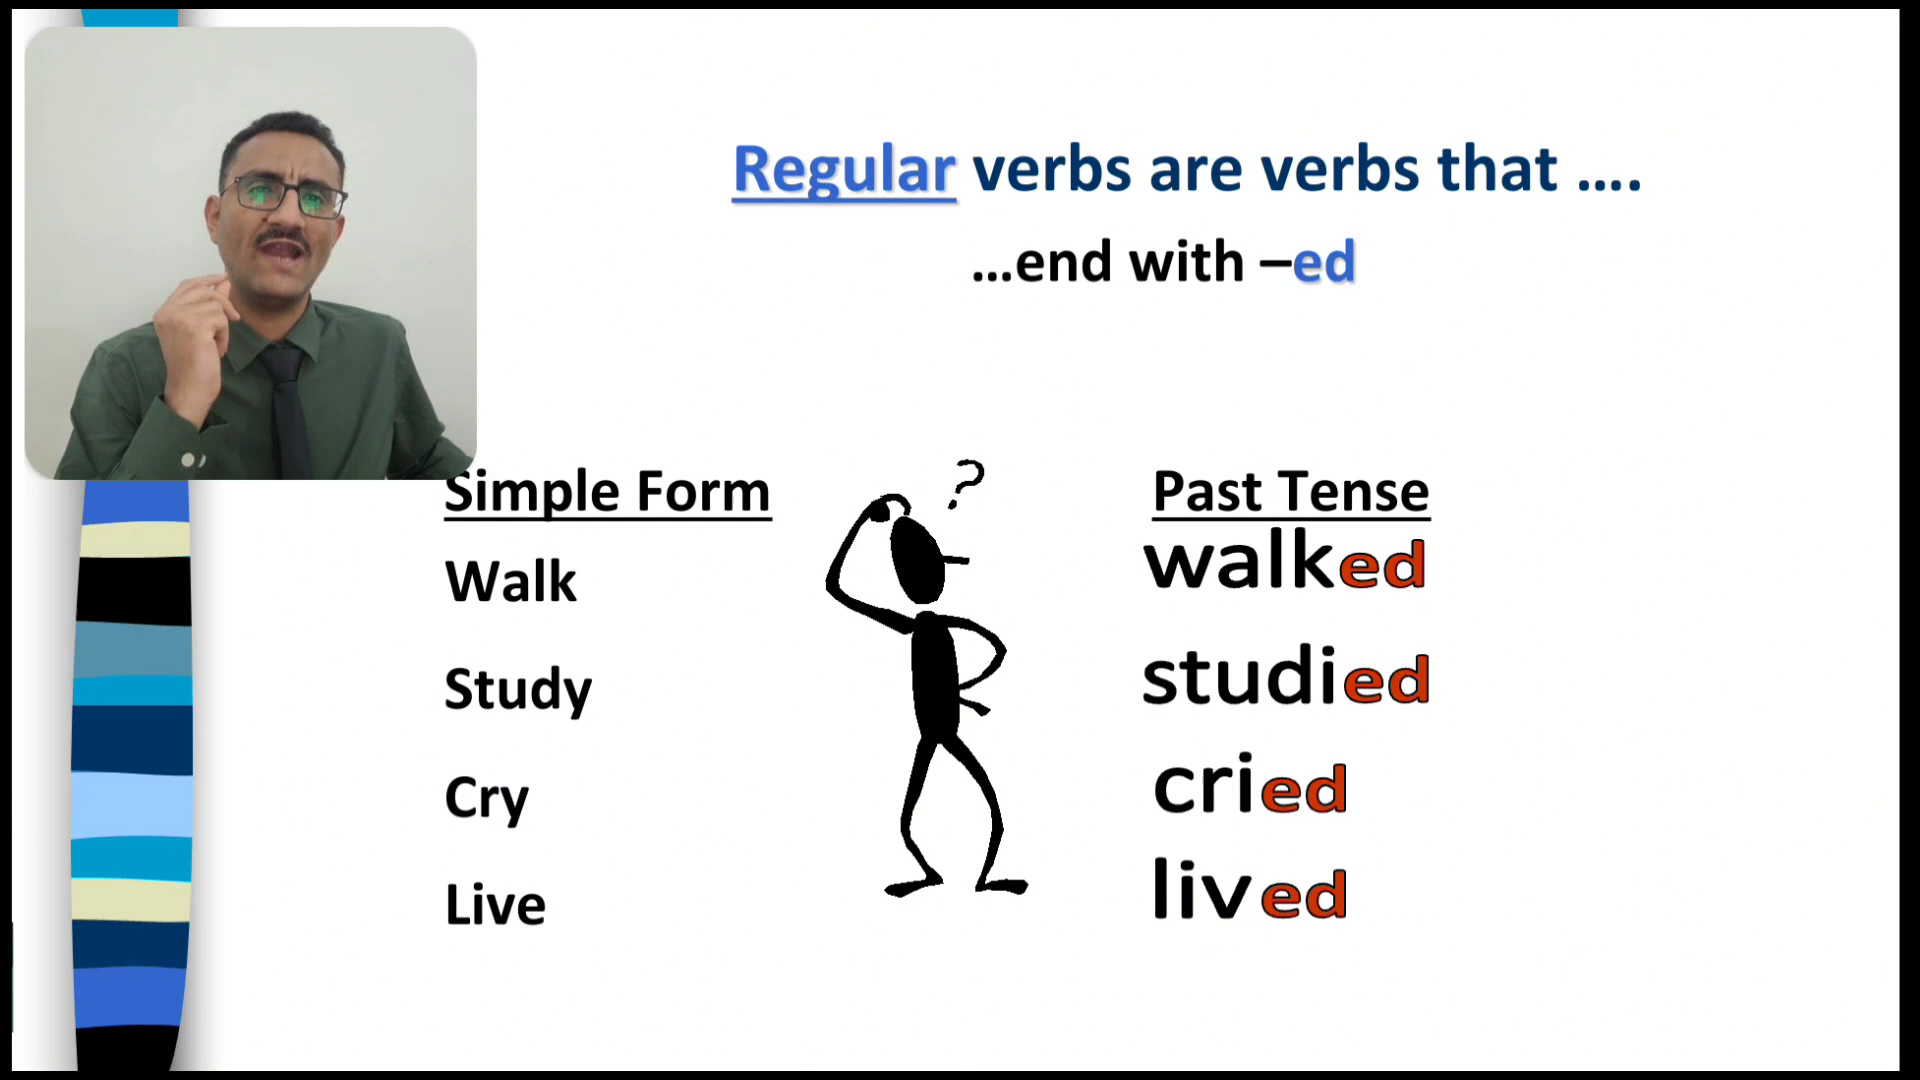 Regular verbs are verbs that ....
...end with –ed
Simple Form
Past Tense
Walk
walked
Study
studied
Cry
cried
Live
lived
?